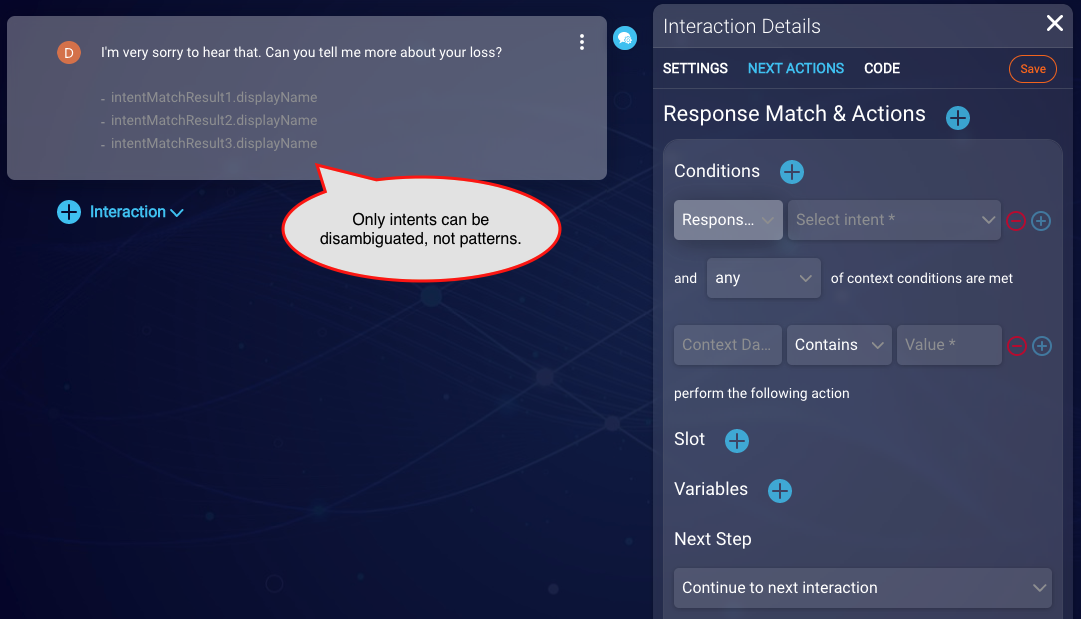 D
I'm very sorry to hear that. Can you tell me more about your loss?
- intentMatchResult1.displayName
- intentMatchResult2.displayName
- intentMatchResult3.displayName
Interaction
Only intents can be
disambiguated, not patterns.
Interaction Details
SETTINGS NEXT ACTIONS CODE Save
Response Match & Actions
Conditions
Respons... Select intent *
and any of context conditions are met
Context Da... Contains Value *
perform the following action
Slot
Variables
Next Step
Continue to next interaction